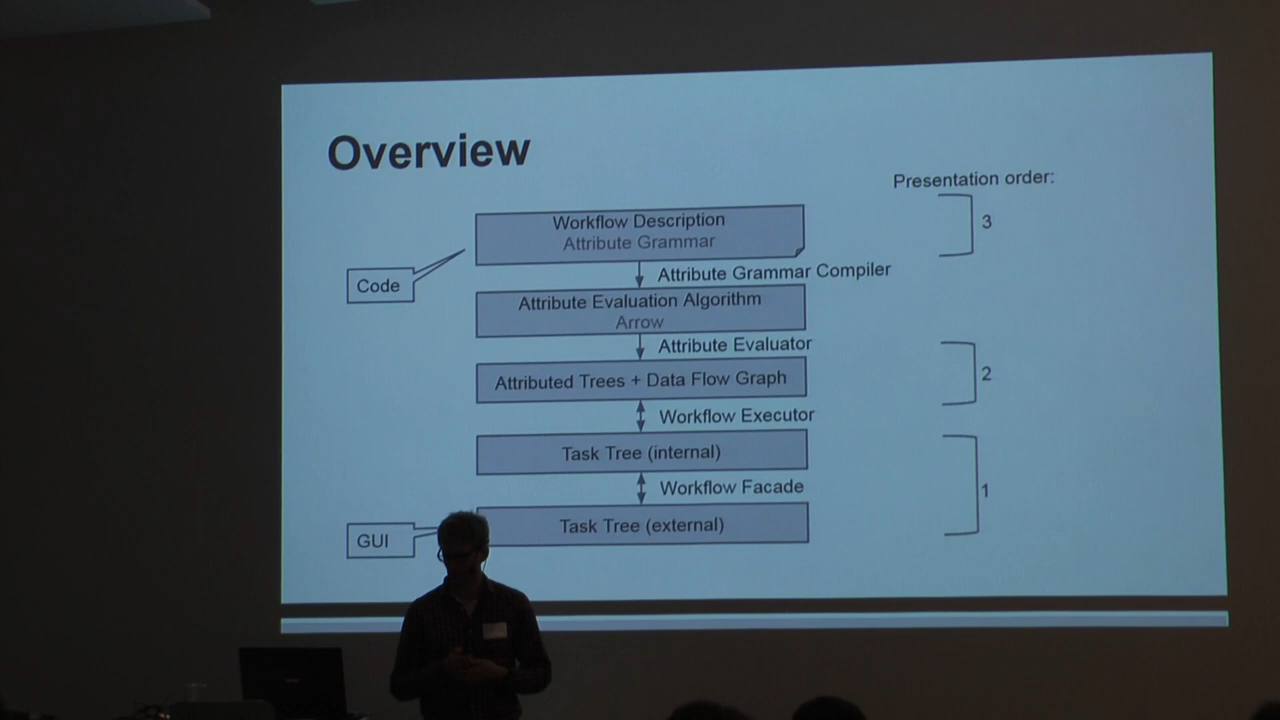 Overview
Presentation order:
Workflow Description
Attribute Grammar
3
Code
Attribute Grammar Compiler
Attribute Evaluation Algorithm
Arrow
Attribute Evaluator
Attributed Trees + Data Flow Graph
2
Workflow Executor
Task Tree (internal)
Workflow Facade
1
Task Tree (external)
GUI